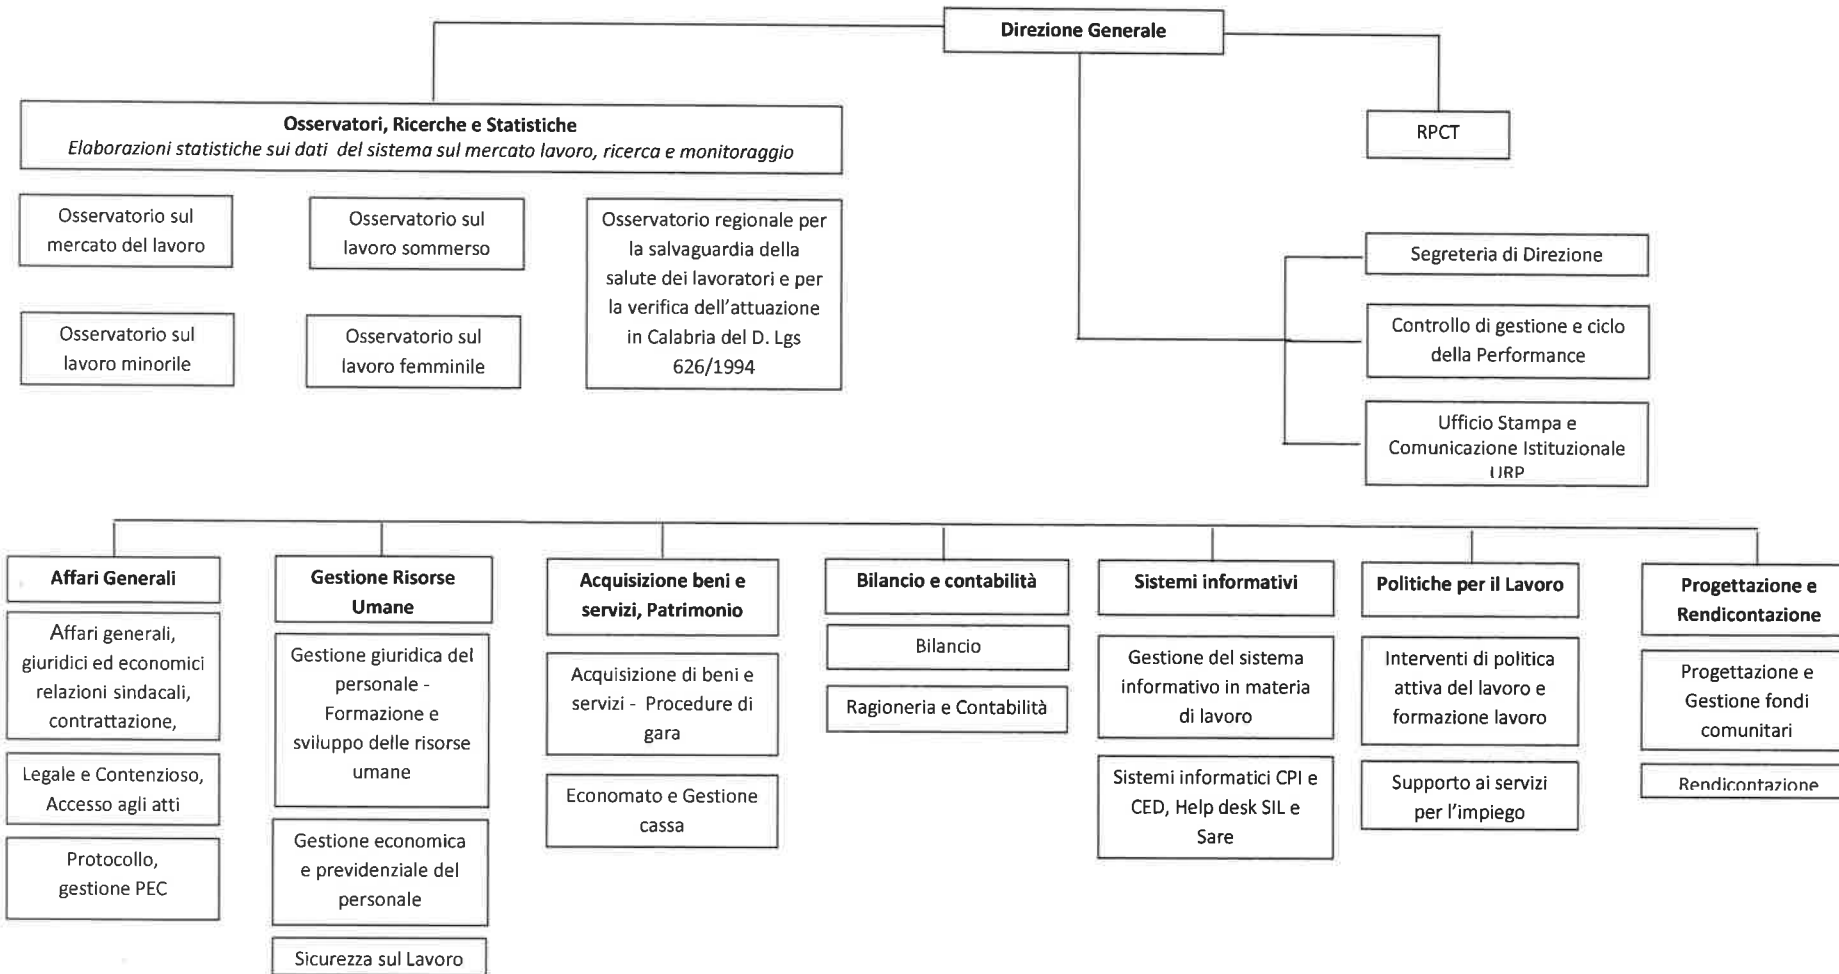 Direzione Generale
Osservatori, Ricerche e Statistiche
Elaborazioni statistiche sui dati del sistema sul mercato lavoro, ricerca e monitoraggio
RPCT
Osservatorio sul
mercato del lavoro
Osservatorio sul
lavoro sommerso
Osservatorio regionale per
la salvaguardia della
salute dei lavoratori e per
la verifica dell'attuazione
in Calabria del D. Lgs
626/1994
Osservatorio sul
lavoro minorile
Osservatorio sul
lavoro femminile
Segreteria di Direzione
Controllo di gestione e ciclo
della Performance
Ufficio Stampa e
Comunicazione Istituzionale
URP
Affari Generali
Affari generali,
giuridici ed economici
relazioni sindacali,
contrattazione,
Legale e Contenzioso,
Accesso agli atti
Protocollo,
gestione PEC
Gestione Risorse
Umane
Gestione giuridica del
personale -
Formazione e
sviluppo delle risorse
umane
Gestione economica
e previdenziale del
personale
Sicurezza sul Lavoro
Acquisizione beni e
servizi, Patrimonio
Acquisizione di beni e
servizi - Procedure di
gara
Economato e Gestione
cassa
Bilancio e contabilità
Bilancio
Ragioneria e Contabilità
Sistemi informativi
Gestione del sistema
informativo in materia
di lavoro
Sistemi informatici CPI e
CED, Help desk SIL e
Sare
Politiche per il Lavoro
Interventi di politica
attiva del lavoro e
formazione lavoro
Supporto ai servizi
per l'impiego
Progettazione e
Rendicontazione
Progettazione e
Gestione fondi
comunitari
Rendicontazione